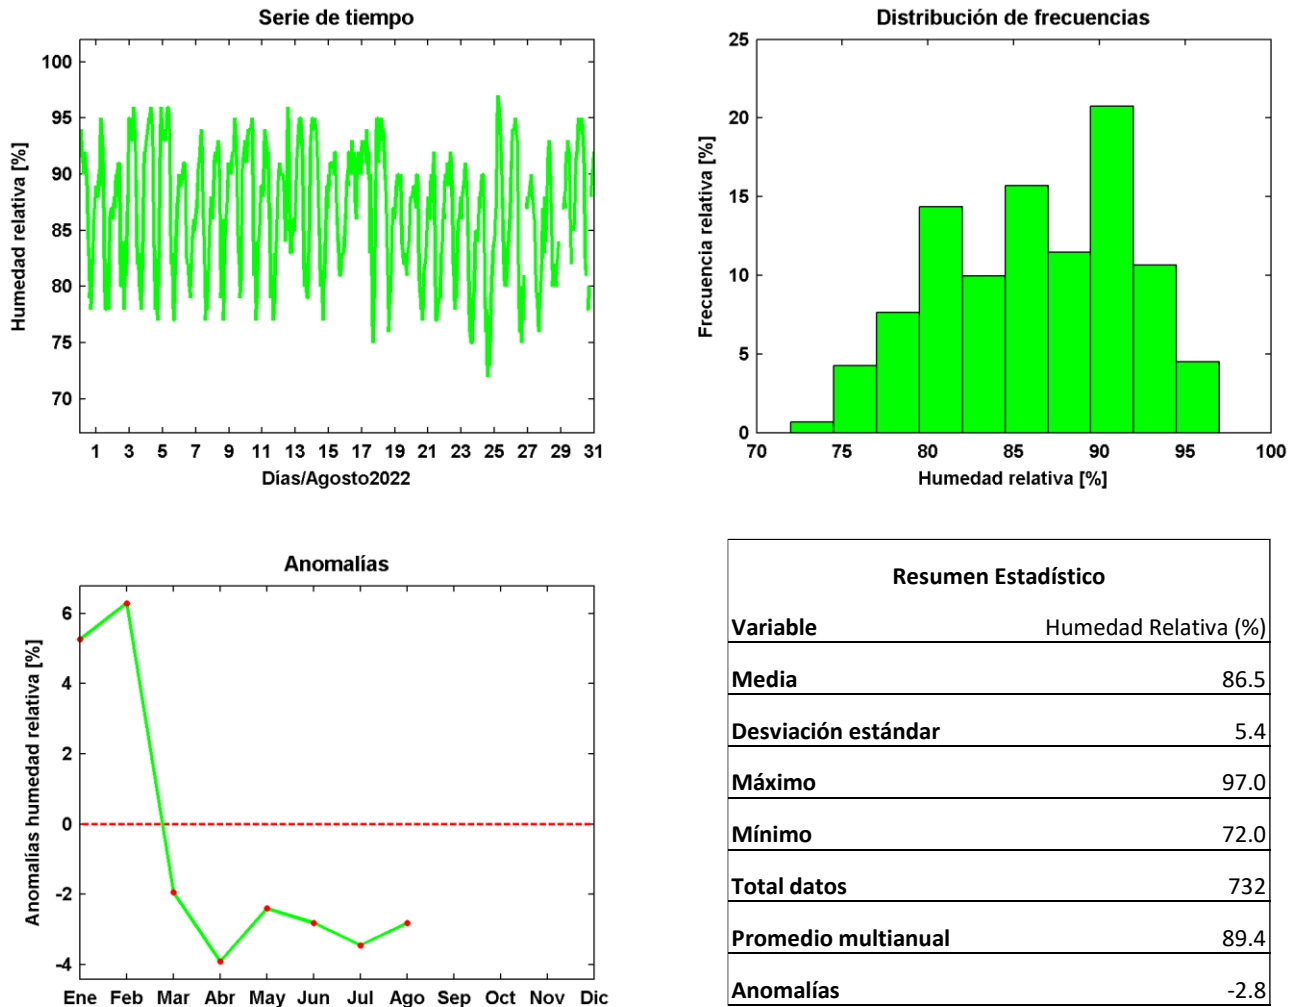 Serie de tiempo
Humedad relativa [%]
100
95
90
85
80
75
70
1 3 5 7 9 11 13 15 17 19 21 23 25 27 29 31
Días/Agosto2022
Distribución de frecuencias
Frecuencia relativa [%]
25
20
15
10
5
0
70 75 80 85 90 95 100
Humedad relativa [%]
Anomalías
Anomalías humedad relativa [%]
6
4
2
0
-2
-4
Ene Feb Mar Abr May Jun Jul Ago Sep Oct Nov Dic
Resumen Estadístico
Variable Humedad Relativa (%)
Media 86.5
Desviación estándar 5.4
Máximo 97.0
Mínimo 72.0
Total datos 732
Promedio multianual 89.4
Anomalías -2.8